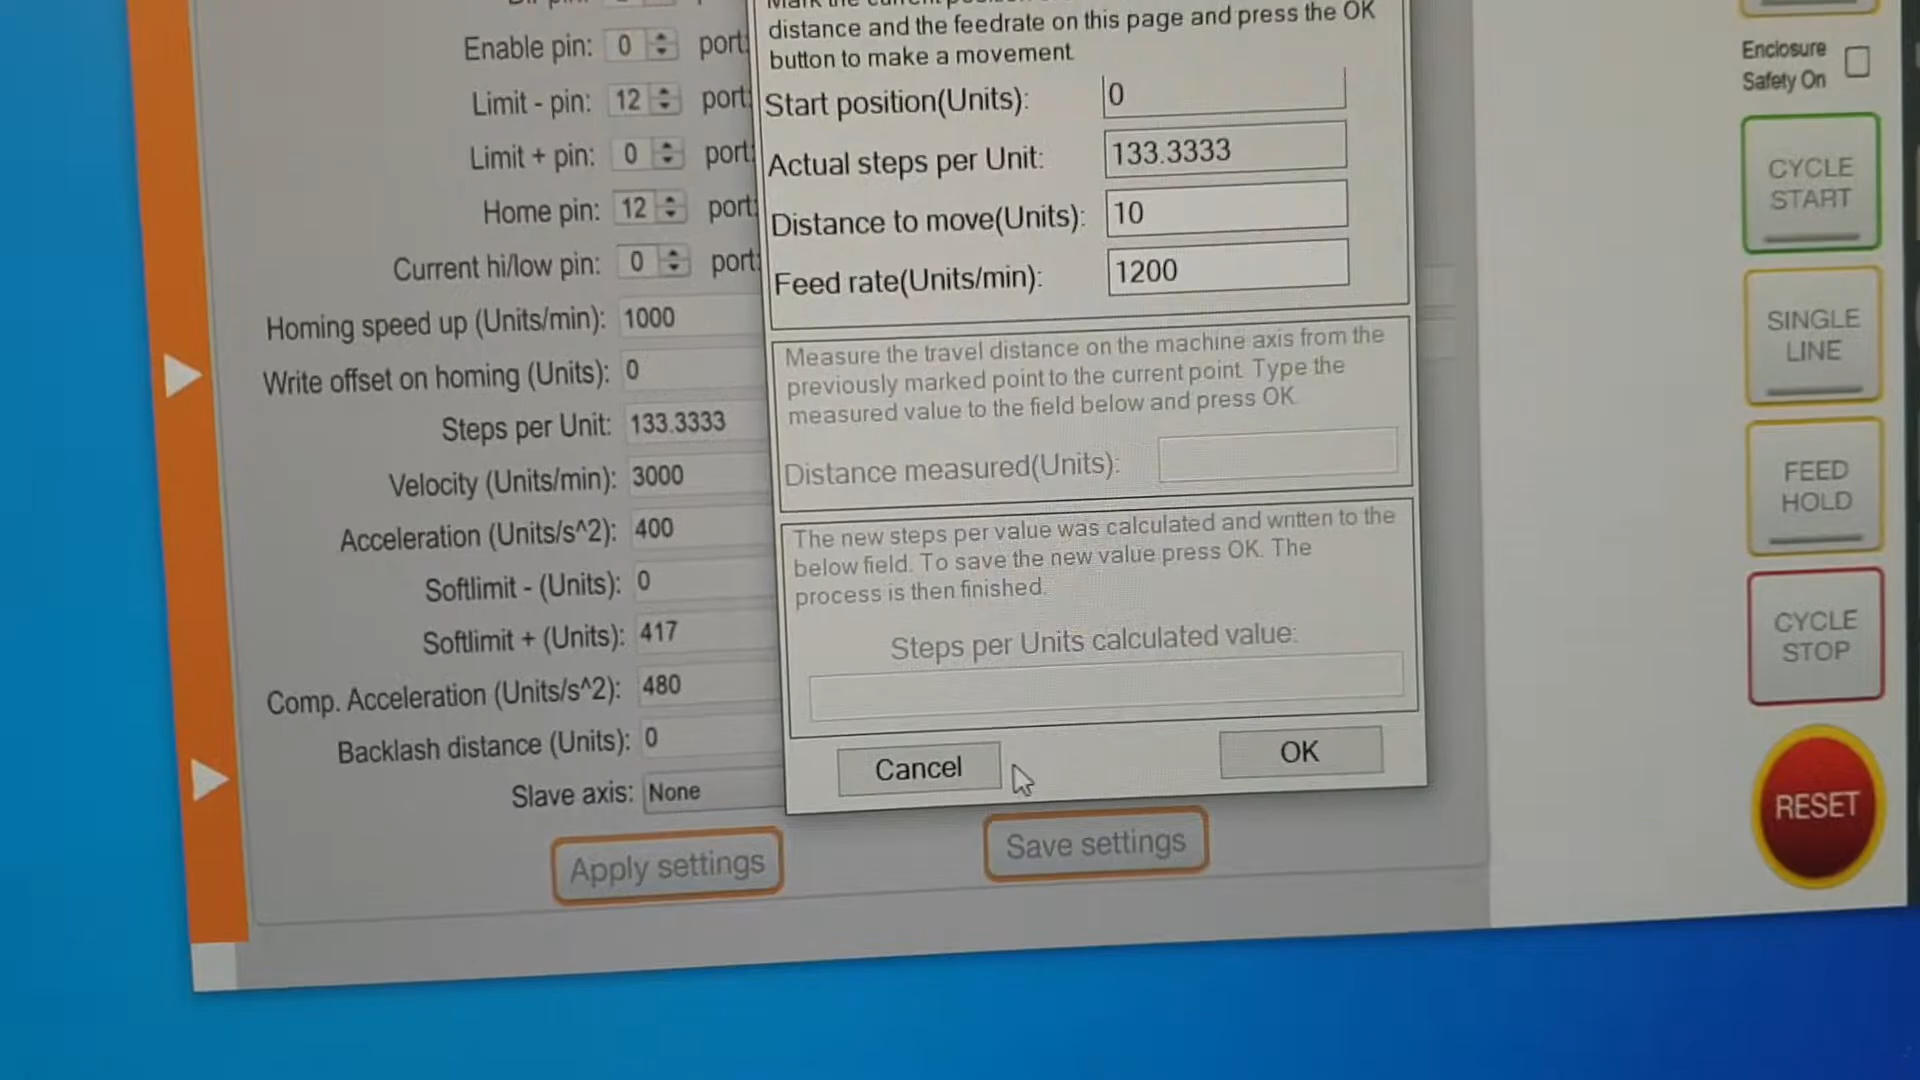 Enable pin: 0 port:
Limit - pin: 12 port:
Limit + pin: 0 port:
Home pin: 12 port:
Current hi/low pin: 0 port:
Homing speed up (Units/min): 1000
Write offset on homing (Units): 0
Steps per Unit: 133.3333
Velocity (Units/min): 3000
Acceleration (Units/s^2): 400
Softlimit - (Units): 0
Softlimit + (Units): 417
Comp. Acceleration (Units/s^2): 480
Backlash distance (Units): 0
Slave axis: None
Apply settings
Save settings
distance and the feedrate on this page and press the OK
button to make a movement.
Start position(Units): 0
Actual steps per Unit: 133.3333
Distance to move(Units): 10
Feed rate(Units/min): 1200
Measure the travel distance on the machine axis from the
previously marked point to the current point. Type the
measured value to the field below and press OK.
Distance measured(Units):
The new steps per value was calculated and written to the
below field. To save the new value press OK. The
process is then finished.
Steps per Units calculated value:
Cancel
OK
Enclosure
Safety On
CYCLE
START
SINGLE
LINE
FEED
HOLD
CYCLE
STOP
RESET